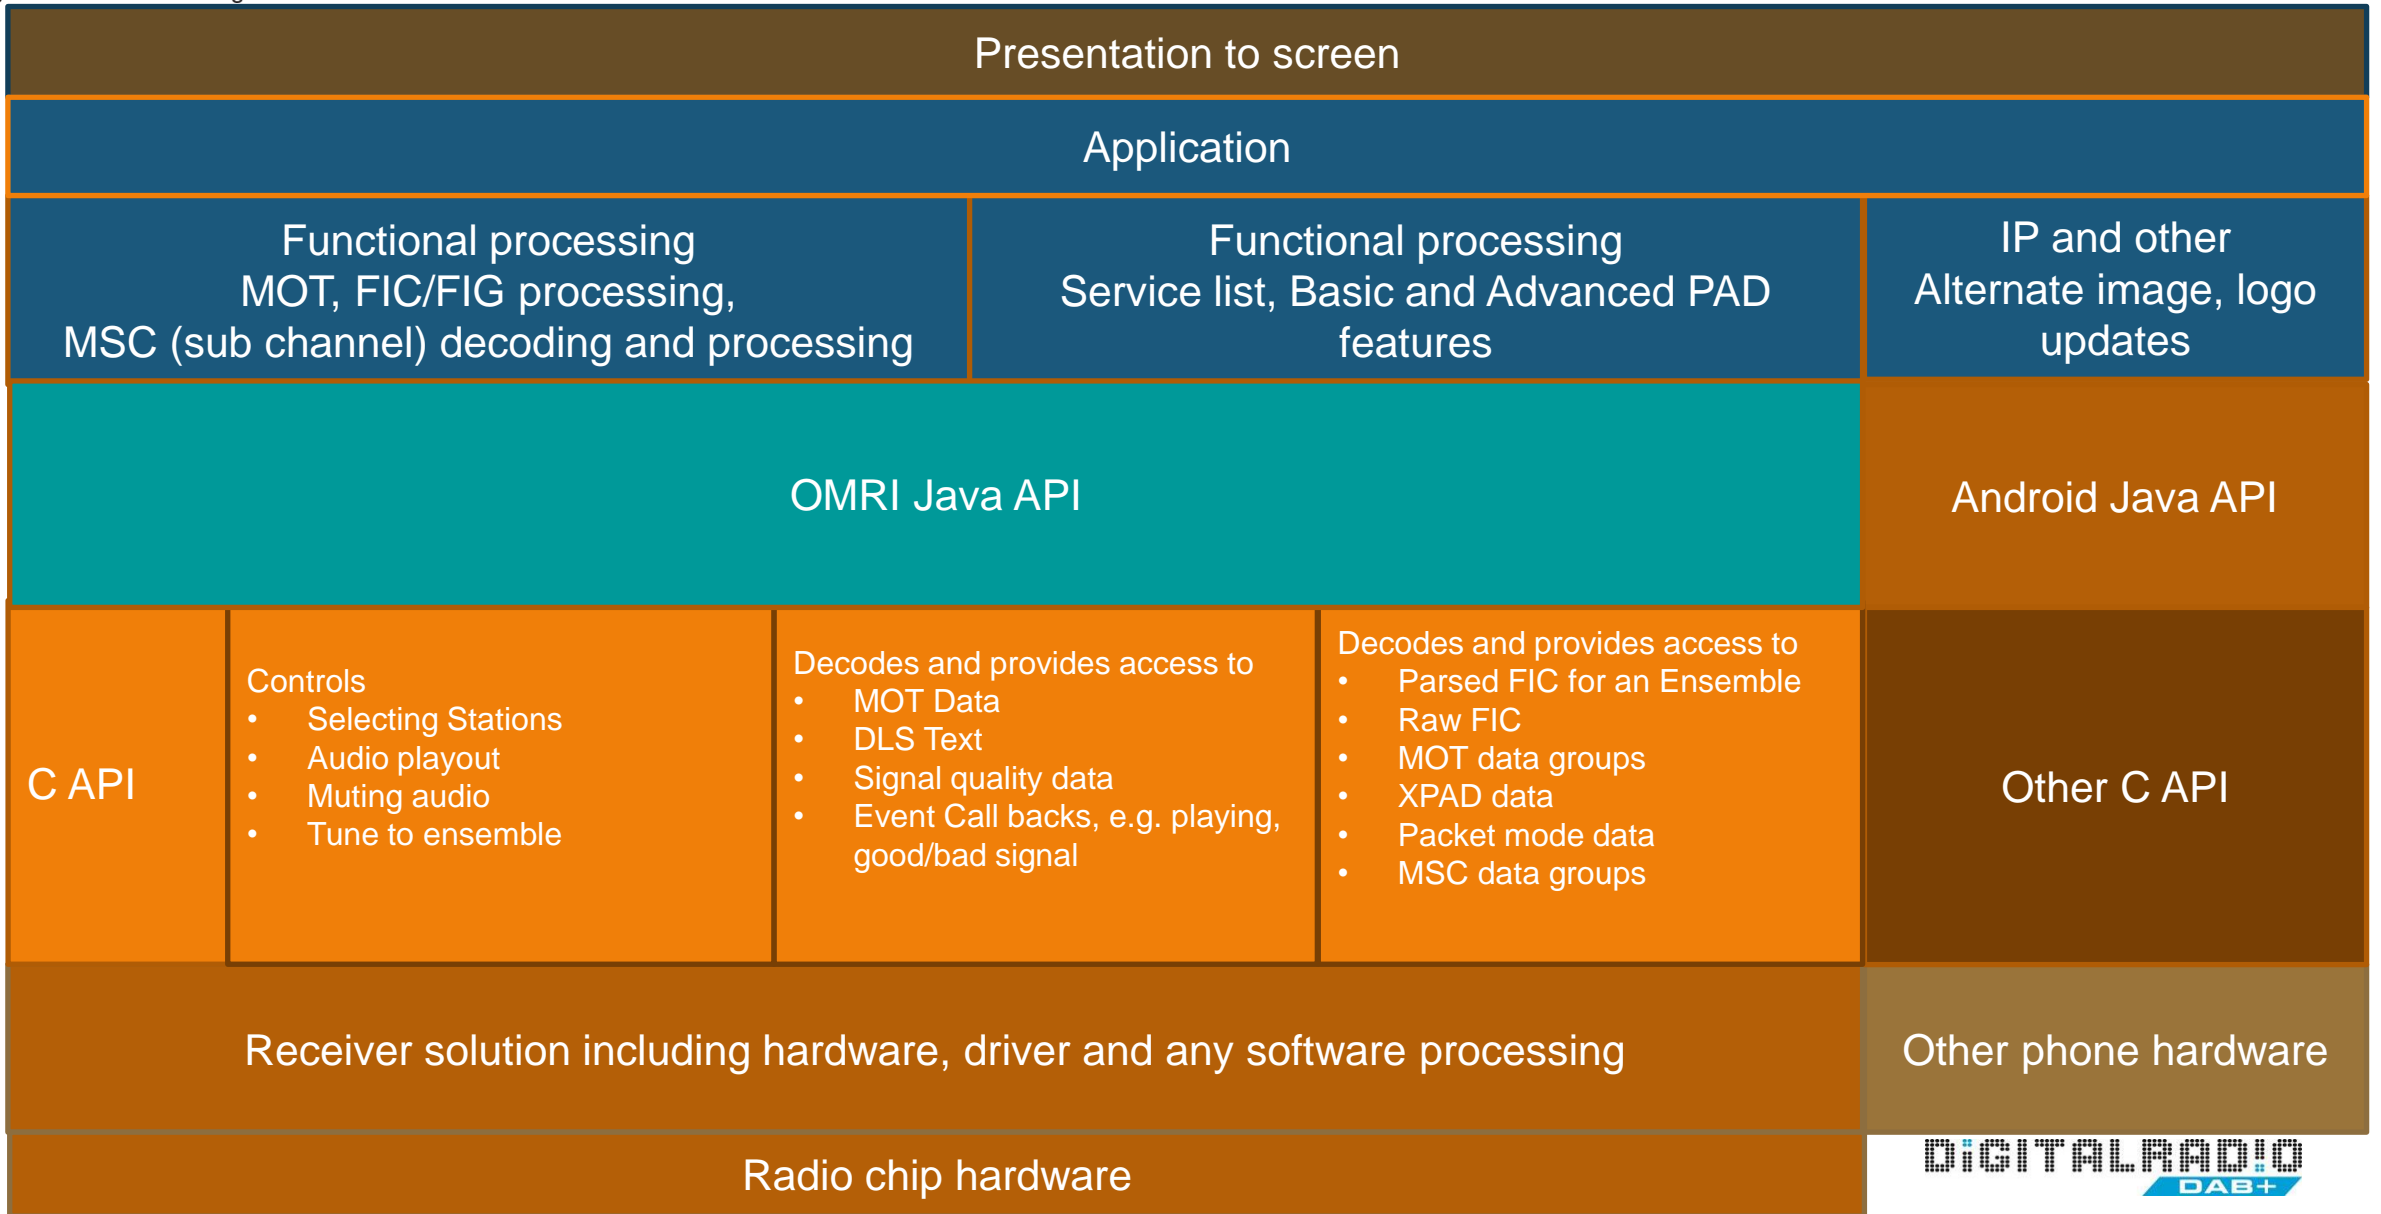 Presentation to screen
Application
Functional processing
MOT, FIC/FIG processing,
MSC (sub channel) decoding and processing
Functional processing
Service list, Basic and Advanced PAD
features
IP and other
Alternate image, logo
updates
OMRI Java API
Android Java API
C API
Controls
• Selecting Stations
• Audio playout
• Muting audio
• Tune to ensemble
Decodes and provides access to
• MOT Data
• DLS Text
• Signal quality data
• Event Call backs, e.g. playing,
good/bad signal
Decodes and provides access to
• Parsed FIC for an Ensemble
• Raw FIC
• MOT data groups
• XPAD data
• Packet mode data
• MSC data groups
Other C API
Receiver solution including hardware, driver and any software processing
Other phone hardware
Radio chip hardware
DiGITALRAD!O
DAB+